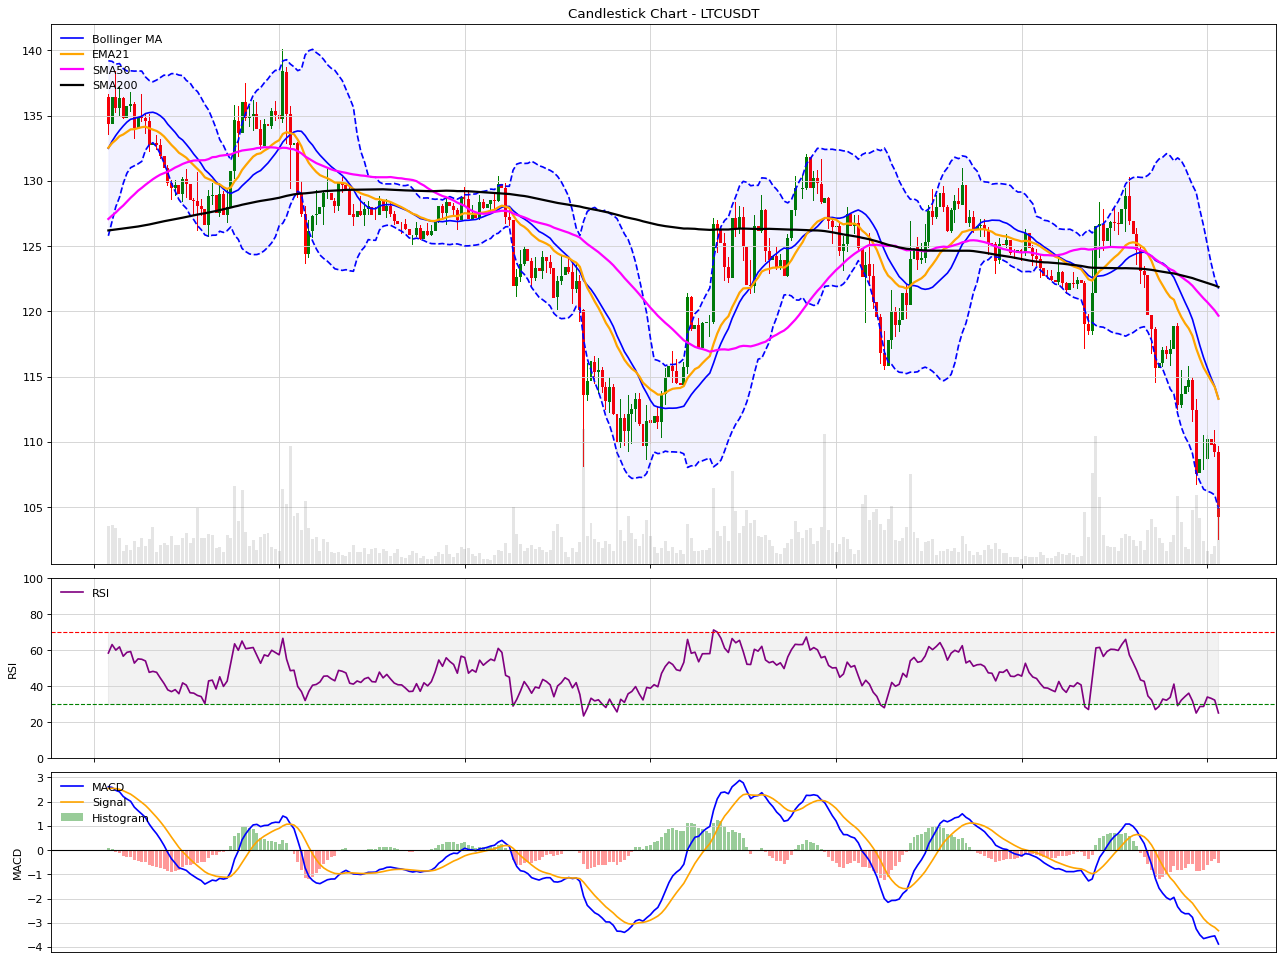 Candlestick Chart - LTCUSDT
Bollinger MA
EMA21
SMA50
SMA200
140
135
130
125
120
115
110
105
RSI
100
80
60
40
20
0
RSI
MACD
Signal
Histogram
3
2
1
0
−1
−2
−3
−4
MACD